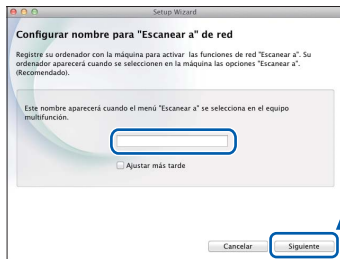 Setup Wizard
Configurar nombre para "Escanear a" de red
Registre su ordenador con la máquina para activar las funciones de red "Escanear a". Su
ordenador aparecerá cuando se seleccionen en la máquina las opciones "Escanear a".
(Recomendado).
Este nombre aparecerá cuando el menú "Escanear a" se selecciona en el equipo
multifunción.
Ajustar más tarde
Cancelar
Siguiente